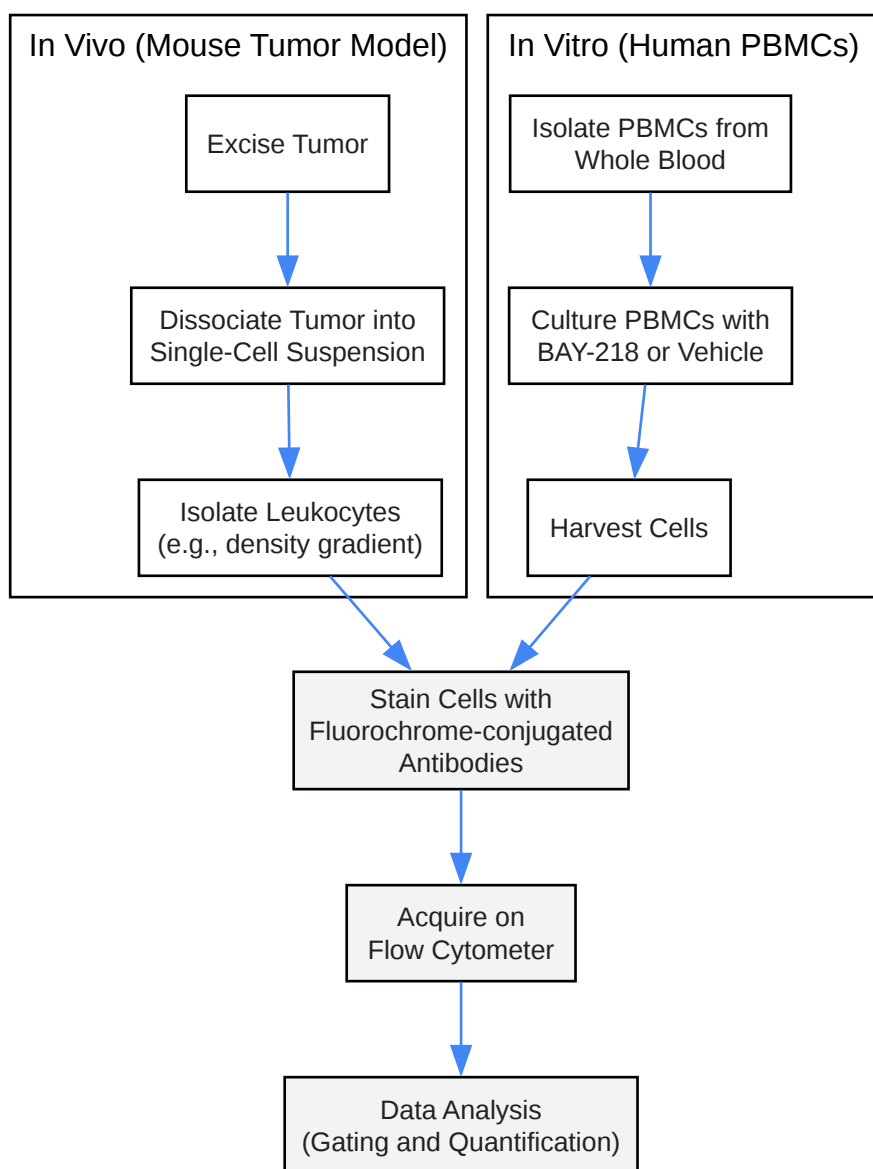 In Vivo (Mouse Tumor Model)
Excise Tumor
Dissociate Tumor into
Single-Cell Suspension
Isolate Leukocytes
(e.g., density gradient)
In Vitro (Human PBMCs)
Isolate PBMCs from
Whole Blood
Culture PBMCs with
BAY-218 or Vehicle
Harvest Cells
Stain Cells with
Fluorochrome-conjugated
Antibodies
Acquire on
Flow Cytometer
Data Analysis
(Gating and Quantification)